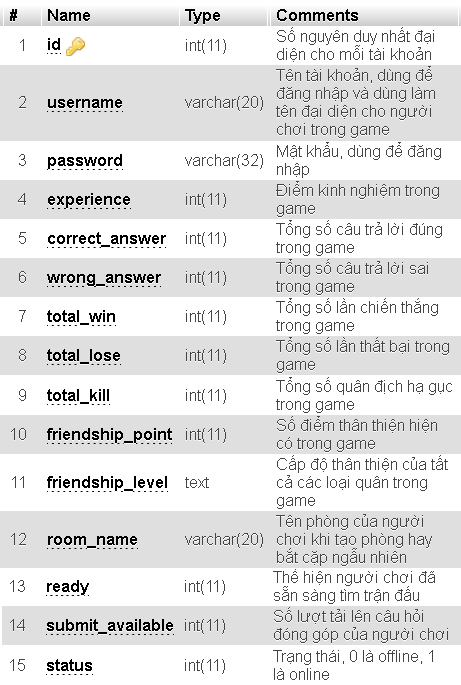 # Name Type Comments
1 id int(11) Số nguyên duy nhất đại
diện cho mỗi tài khoản
2 username varchar(20) Tên tài khoản, dùng để
đăng nhập và dùng làm
tên đại diện cho người
chơi trong game
3 password varchar(32) Mật khẩu, dùng để đăng
nhập
4 experience int(11) Điểm kinh nghiệm trong
game
5 correct_answer int(11) Tổng số câu trả lời đúng
trong game
6 wrong_answer int(11) Tổng số câu trả lời sai
trong game
7 total_win int(11) Tổng số lần chiến thắng
trong game
8 total_lose int(11) Tổng số lần thất bại trong
game
9 total_kill int(11) Tổng số quân địch hạ gục
trong game
10 friendship_point int(11) Số điểm thân thiện hiện
có trong game
11 friendship_level text Cấp độ thân thiện của tất
cả các loại quân trong
game
12 room_name varchar(20) Tên phòng của người
chơi khi tạo phòng hay
bắt cặp ngẫu nhiên
13 ready int(11) Thể hiện người chơi đã
sẵn sàng tìm trận đấu
14 submit_available int(11) Số lượt tải lên câu hỏi
đóng góp của người chơi
15 status int(11) Trạng thái, 0 là offline, 1
là online